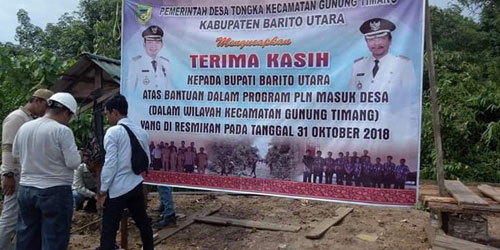 PEMERINTAH DESA TONGKA KECAMATAN GUNUNG TIMANG
KABUPATEN BARITO UTARA
Mengucapkan
TERIMA KASIH
KEPADA BUPATI BARITO UTARA
ATAS BANTUAN DALAM PROGRAM PLN MASUK DESA
(DALAM WILAYAH KECAMATAN GUNUNG TIMANG)
YANG DI RESMIKAN PADA TANGGAL 31 OKTOBER 2018